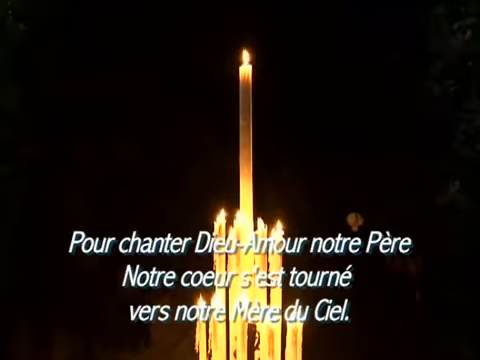 Pour chanter Dieu-Amour notre Père
Notre coeur s'est tourné
vers notre Mère du Ciel.